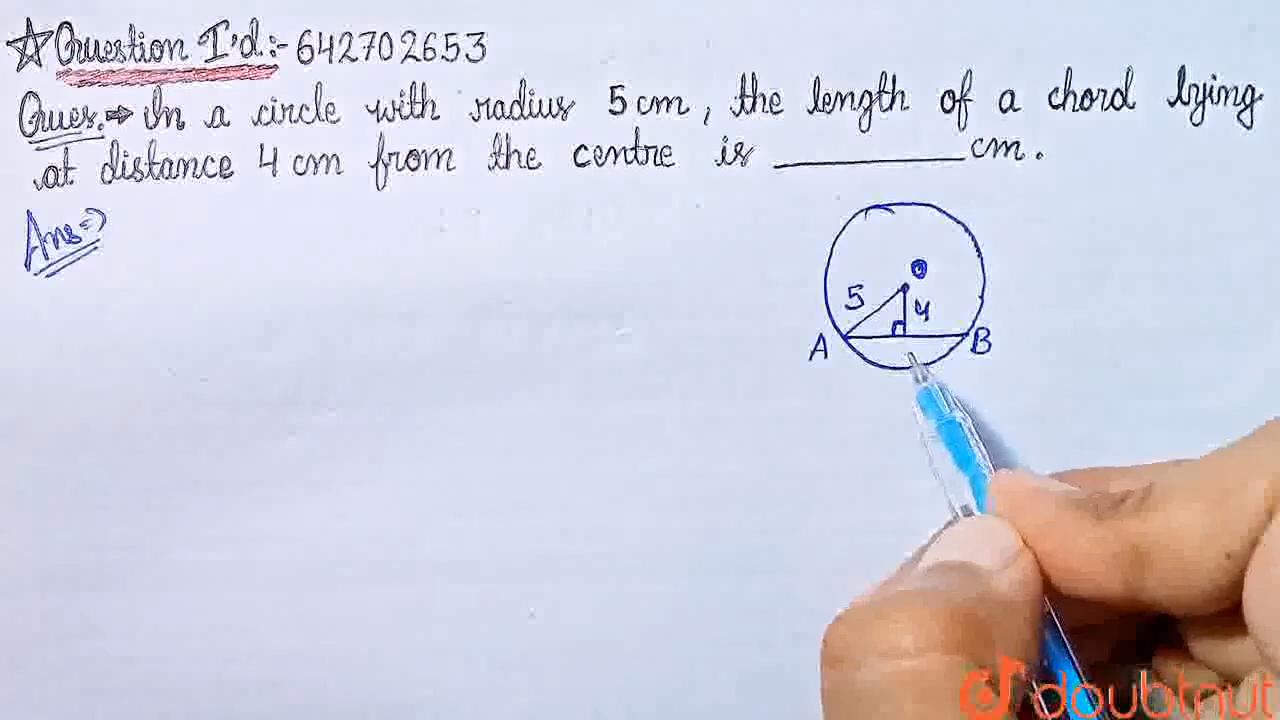 ☆ Question I'd:- 642702653
Ques. ⇒ In a circle with radius 5 cm, the length of a chord lying
at distance 4 cm from the centre is __________ cm.
Ans ⇒
O
5
4
A
B
doubtnut